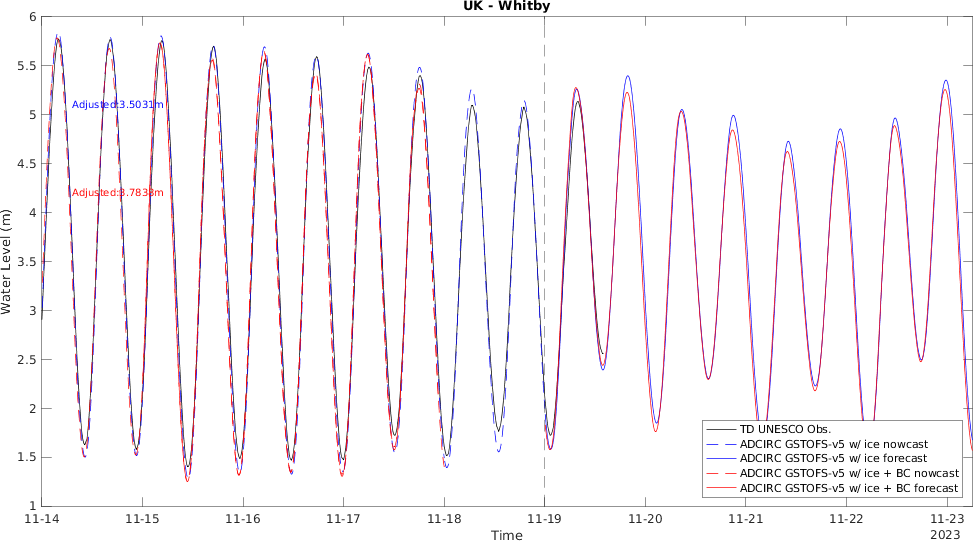 UK - Whitby
6
5.5
5
4.5
4
3.5
3
2.5
2
1.5
1
Water Level (m)
Adjusted:3.5031m
Adjusted:3.7833m
TD UNESCO Obs.
ADCIRC GSTOFS-v5 w/ ice nowcast
ADCIRC GSTOFS-v5 w/ ice forecast
ADCIRC GSTOFS-v5 w/ ice + BC nowcast
ADCIRC GSTOFS-v5 w/ ice + BC forecast
11-14 11-15 11-16 11-17 11-18 11-19 11-20 11-21 11-22 11-23
2023
Time